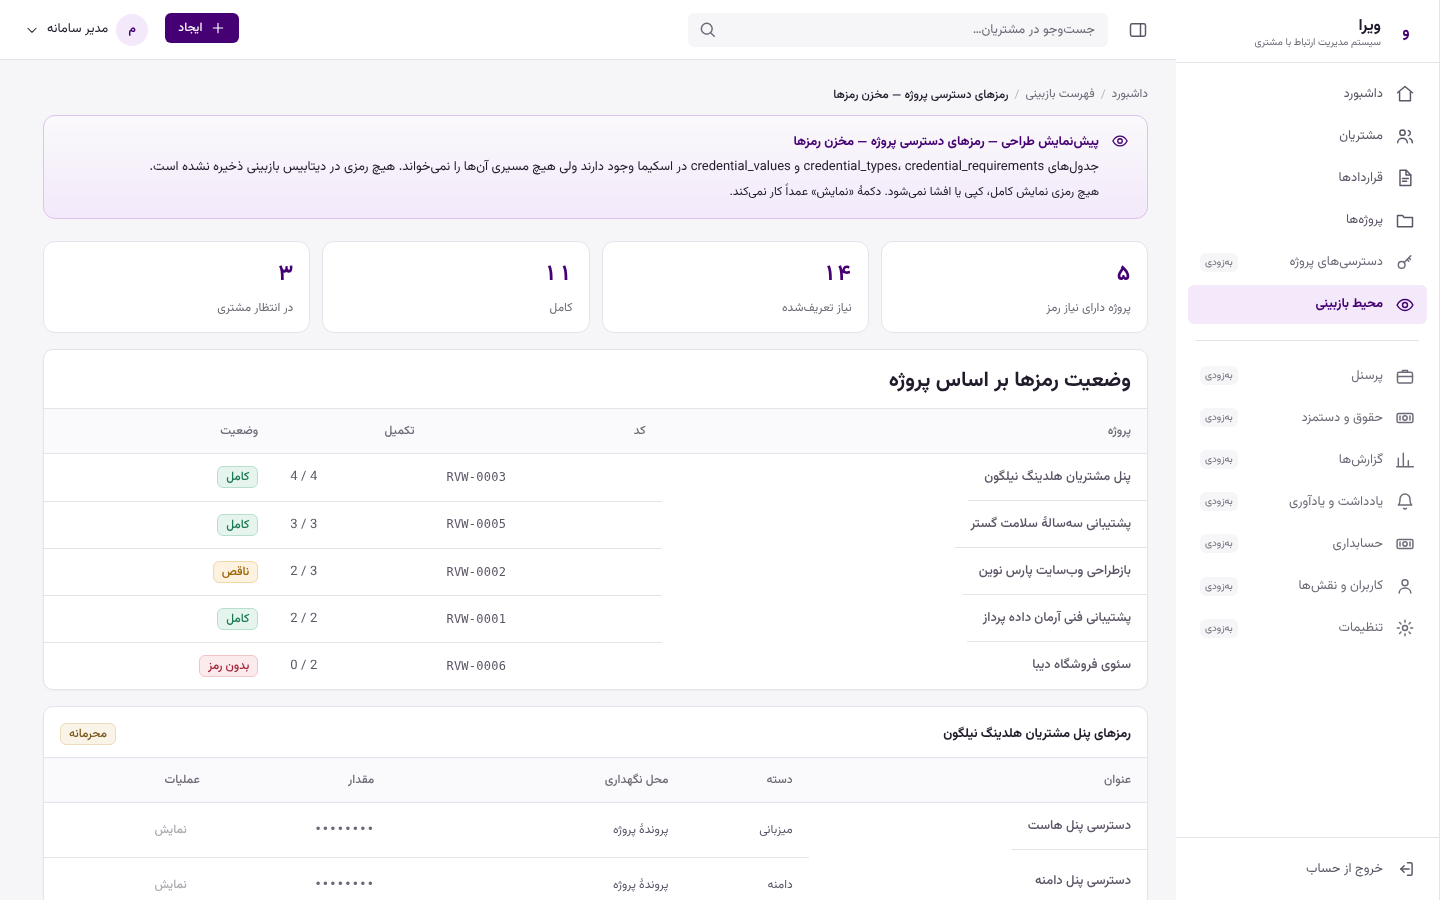 و
ویرا
سیستم مدیریت ارتباط با مشتری
جست‌وجو در مشتریان…
ایجاد
م
مدیر سامانه
داشبورد
مشتریان
قراردادها
پروژه‌ها
دسترسی‌های پروژه
به‌زودی
محیط بازبینی
پرسنل
به‌زودی
حقوق و دستمزد
به‌زودی
گزارش‌ها
به‌زودی
یادداشت و یادآوری
به‌زودی
حسابداری
به‌زودی
کاربران و نقش‌ها
به‌زودی
تنظیمات
به‌زودی
خروج از حساب
داشبورد / فهرست بازبینی / رمزهای دسترسی پروژه — مخزن رمزها
پیش‌نمایش طراحی — رمزهای دسترسی پروژه — مخزن رمزها
جدول‌های credential_types، credential_requirements و credential_values در اسکیما وجود دارند ولی هیچ مسیری آن‌ها را نمی‌خواند. هیچ رمزی در دیتابیس بازبینی ذخیره نشده است.
هیچ رمزی نمایش کامل، کپی یا افشا نمی‌شود. دکمهٔ «نمایش» عمداً کار نمی‌کند.
۵
پروژه دارای نیاز رمز
۱۴
نیاز تعریف‌شده
۱۱
کامل
۳
در انتظار مشتری
وضعیت رمزها بر اساس پروژه
پروژه کد تکمیل وضعیت
پنل مشتریان هلدینگ نیلگون RVW-0003 4 / 4 کامل
پشتیبانی سه‌سالهٔ سلامت گستر RVW-0005 3 / 3 کامل
بازطراحی وب‌سایت پارس نوین RVW-0002 2 / 3 ناقص
پشتیبانی فنی آرمان داده پرداز RVW-0001 2 / 2 کامل
سئوی فروشگاه دیبا RVW-0006 0 / 2 بدون رمز
رمزهای پنل مشتریان هلدینگ نیلگون
محرمانه
عنوان دسته محل نگهداری مقدار عملیات
دسترسی پنل هاست میزبانی پروندهٔ پروژه •••••••• نمایش
دسترسی پنل دامنه دامنه پروندهٔ پروژه •••••••• نمایش